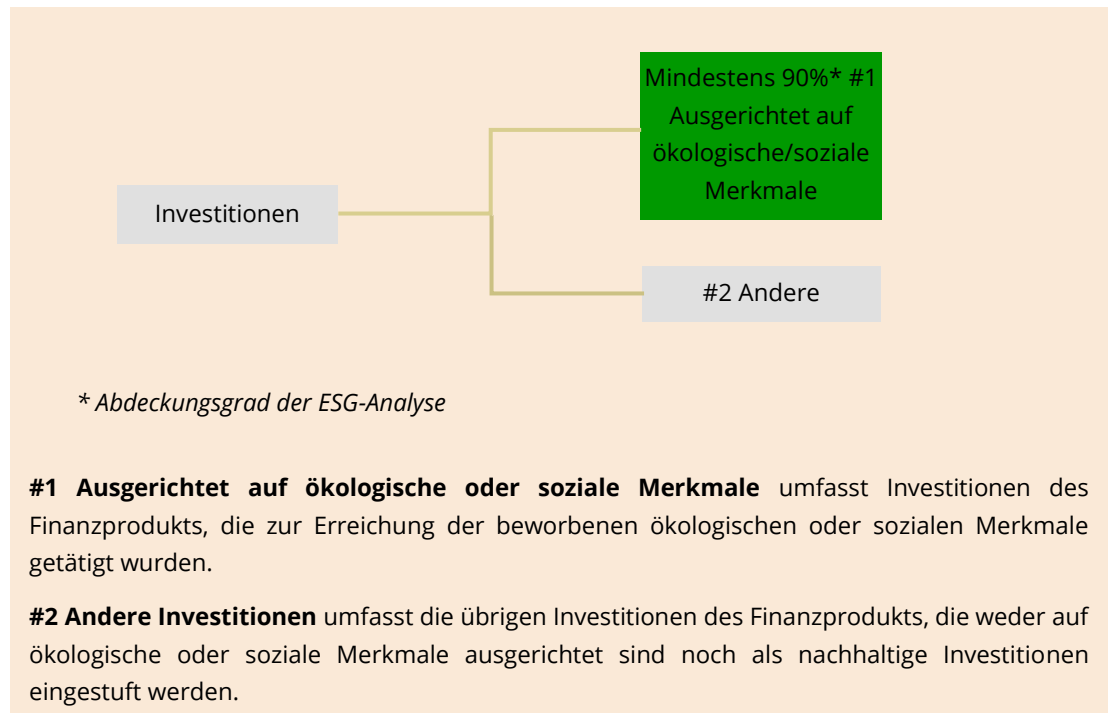 Mindestens 90%* #1
Ausgerichtet auf
ökologische/soziale
Merkmale
Investitionen
#2 Andere
* Abdeckungsgrad der ESG-Analyse
#1 Ausgerichtet auf ökologische oder soziale Merkmale umfasst Investitionen des
Finanzprodukts, die zur Erreichung der beworbenen ökologischen oder sozialen Merkmale
getätigt wurden.
#2 Andere Investitionen umfasst die übrigen Investitionen des Finanzprodukts, die weder auf
ökologische oder soziale Merkmale ausgerichtet sind noch als nachhaltige Investitionen
eingestuft werden.